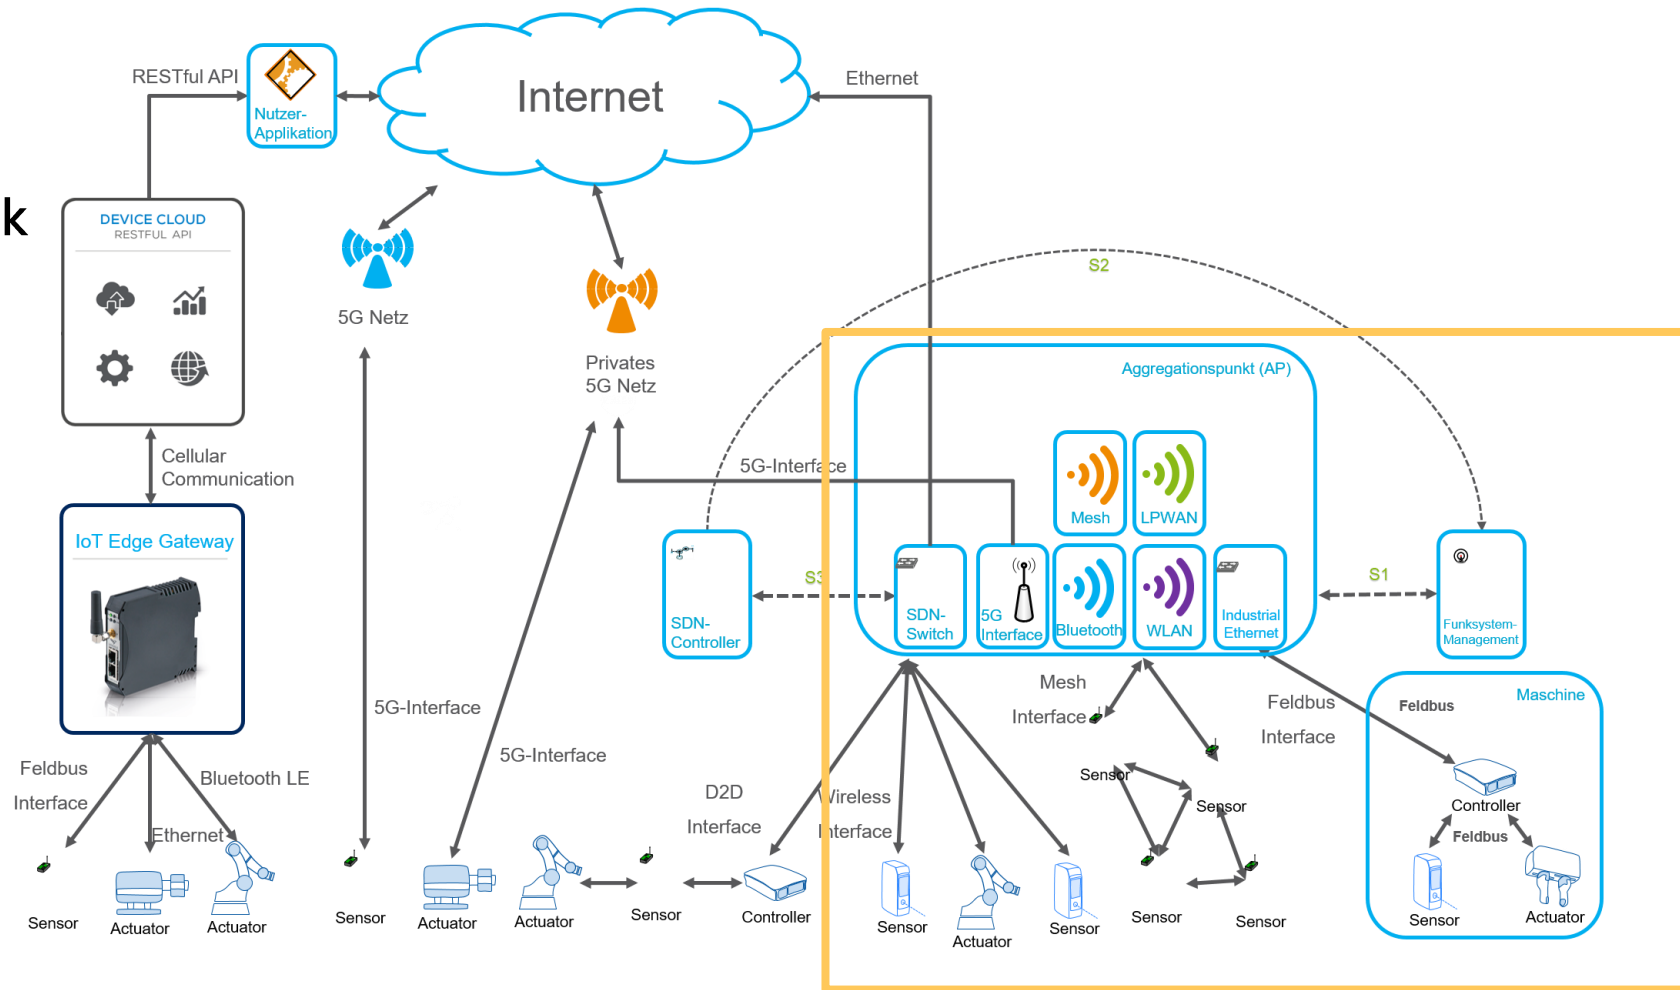 RESTful API
Nutzer-
Applikation
Internet
Ethernet
k
DEVICE CLOUD
RESTFUL API
5G Netz
Privates
5G Netz
S2
Aggregationspunkt (AP)
Cellular
Communication
5G-Interface
Mesh
LPWAN
IoT Edge Gateway
S3
S1
SDN-
Controller
SDN-
Switch
5G
Interface
Bluetooth
WLAN
Industrial
Ethernet
Funksystem-
Management
Mesh
Interface
Feldbus
Interface
Feldbus
Maschine
5G-Interface
5G-Interface
Feldbus
Interface
Bluetooth LE
Ethernet
D2D
Interface
Wireless
Interface
Sensor
Sensor
Controller
Feldbus
Sensor
Actuator
Actuator
Sensor
Actuator
Actuator
Sensor
Controller
Sensor
Actuator
Sensor
Sensor
Sensor
Sensor
Actuator